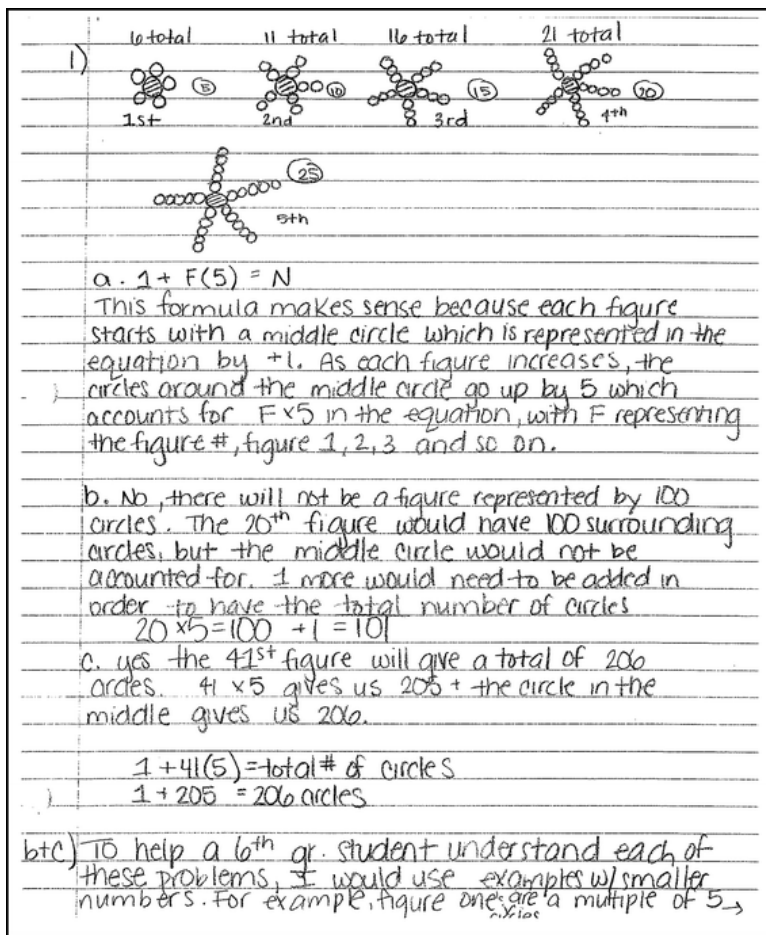 6 total 11 total 16 total 21 total
1) 5 10 15 20
1st 2nd 3rd 4th
25
5th
a. 1 + F(5) = N
This formula makes sense because each figure
starts with a middle circle which is represented in the
equation by +1. As each figure increases, the
circles around the middle circle go up by 5 which
accounts for F×5 in the equation, with F representing
the figure #, figure 1, 2, 3 and so on.
b. No, there will not be a figure represented by 100
circles. The 20th figure would have 100 surrounding
circles, but the middle circle would not be
accounted for. 1 more would need to be added in
order to have the total number of circles
20 × 5 = 100 + 1 = 101
c. yes the 41st figure will give a total of 206
circles. 41 × 5 gives us 205 + the circle in the
middle gives us 206.
1 + 41(5) = total # of circles
1 + 205 = 206 circles
b+c) To help a 6th gr. student understand each of
these problems, I would use examples w/ smaller
numbers. For example, figure one's are a multiple of 5 →
circles